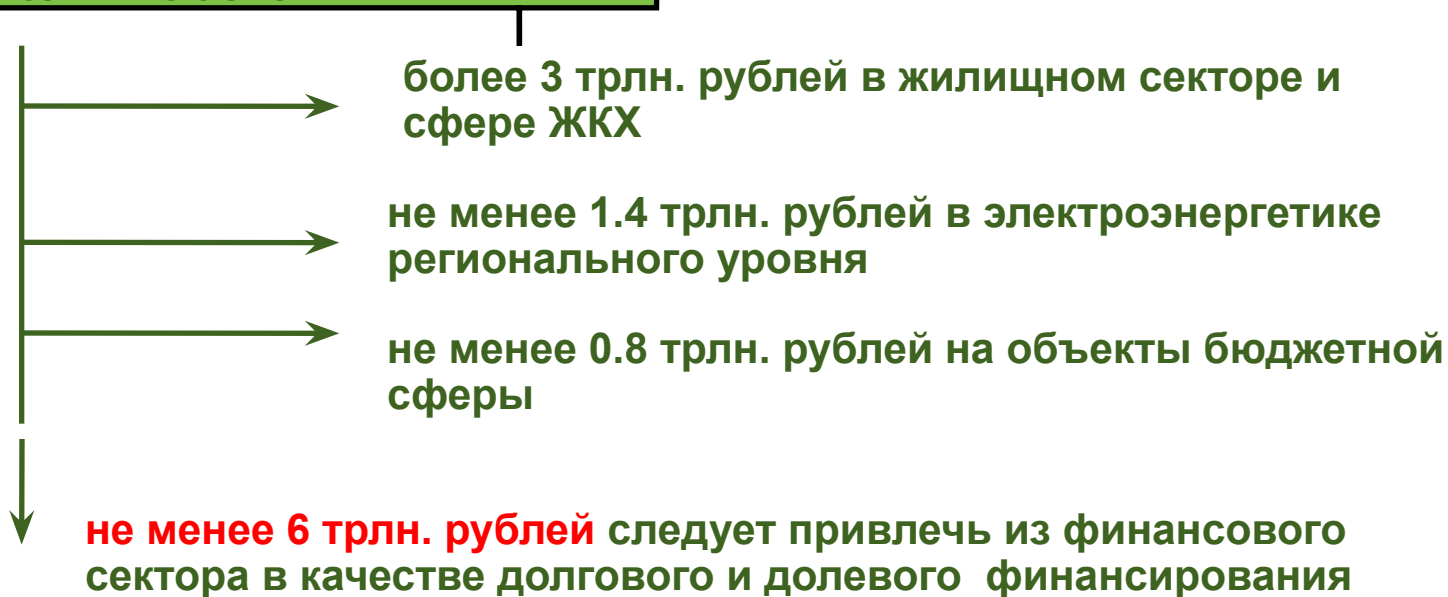 более 3 трлн. рублей в жилищном секторе и
сфере ЖКХ
не менее 1.4 трлн. рублей в электроэнергетике
регионального уровня
не менее 0.8 трлн. рублей на объекты бюджетной
сферы
не менее 6 трлн. рублей следует привлечь из финансового
сектора в качестве долгового и долевого финансирования